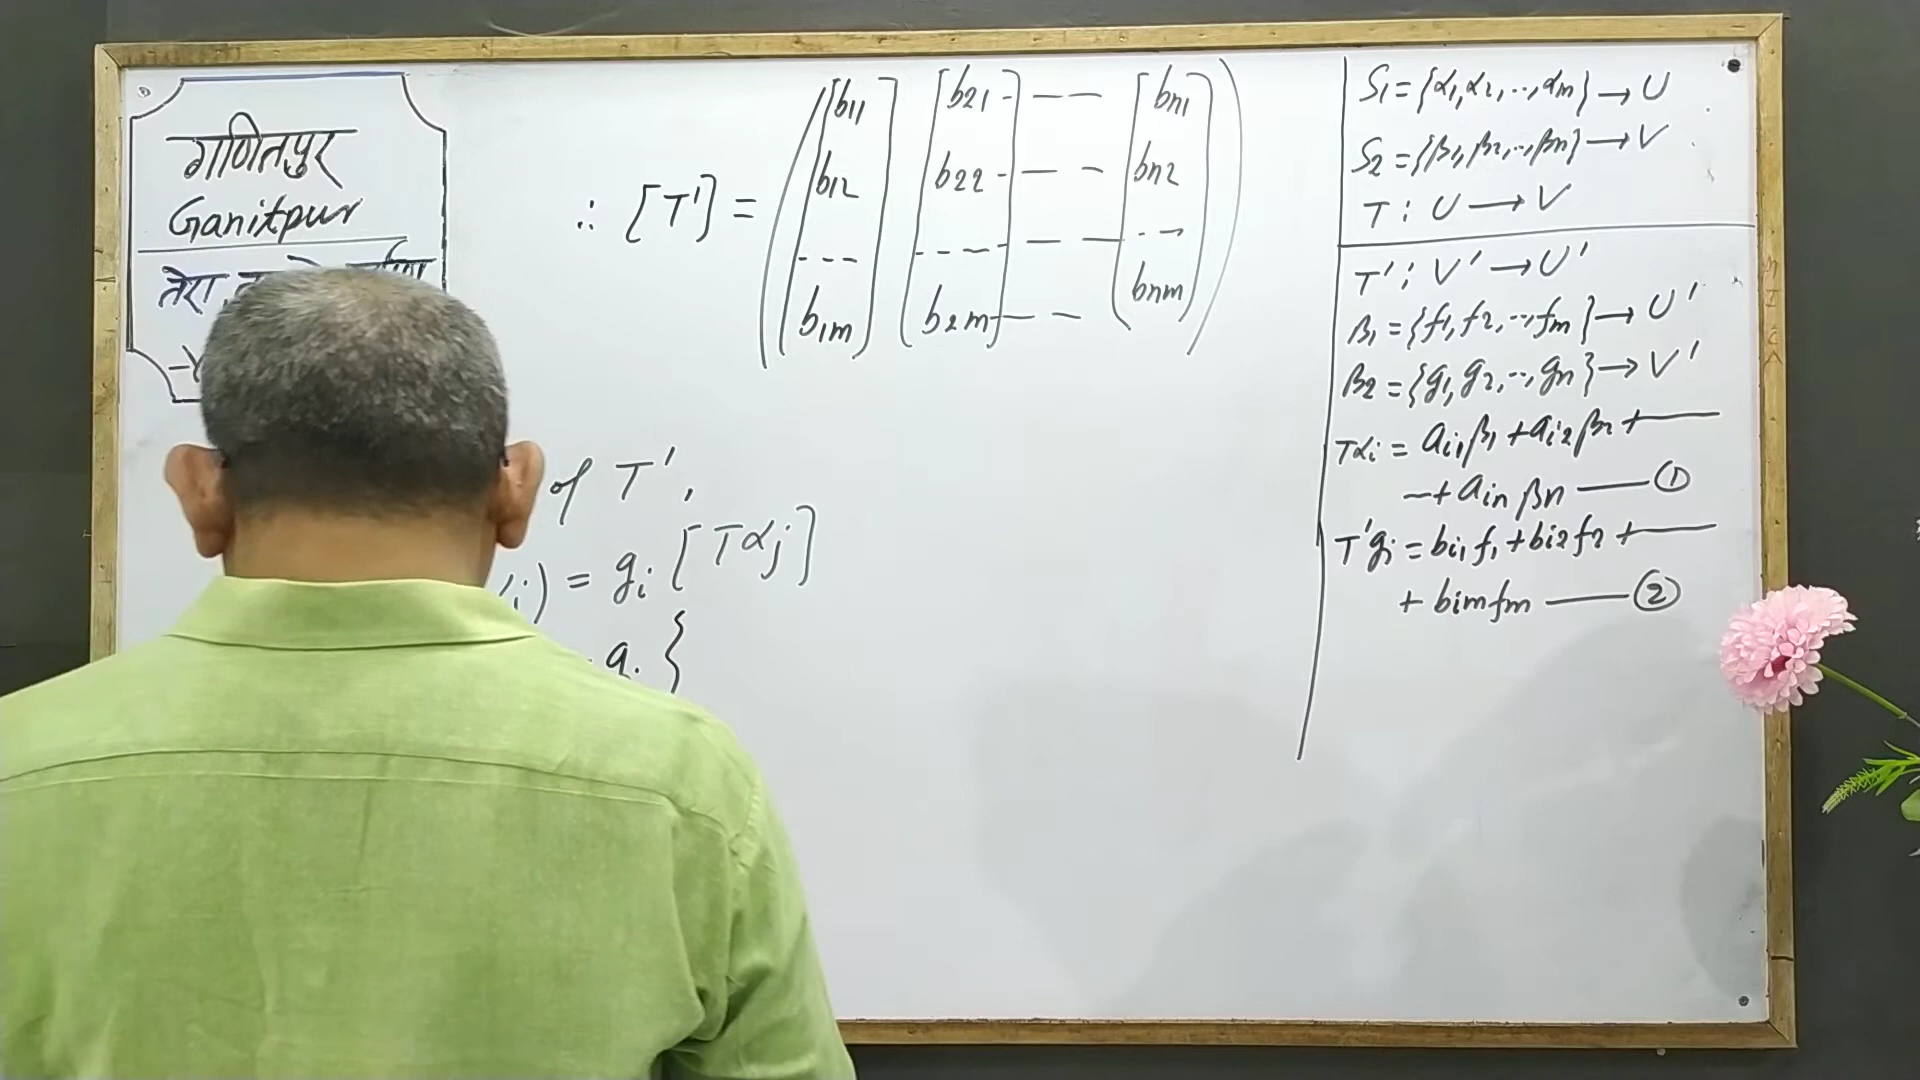 गणितपुर
Ganitpur
तेरा
∴ [T'] = ([b11 b12 --- b1m] [b21 b22 ---- b2m] -- [bn1 bn2 --- bnm])
of T',
i) = gi [Tαj]
S1 = {α1, α2, .., αm} → U
S2 = {β1, β2, .., βn} → V
T : U → V
T' : V' → U'
B1 = {f1, f2, .., fm} → U'
B2 = {g1, g2, .., gn} → V'
Tαi = ai1β1 + ai2β2 + —
–+ ain βn —— ①
T'gi = bi1f1 + bi2f2 + —
+ bimfm —— ②